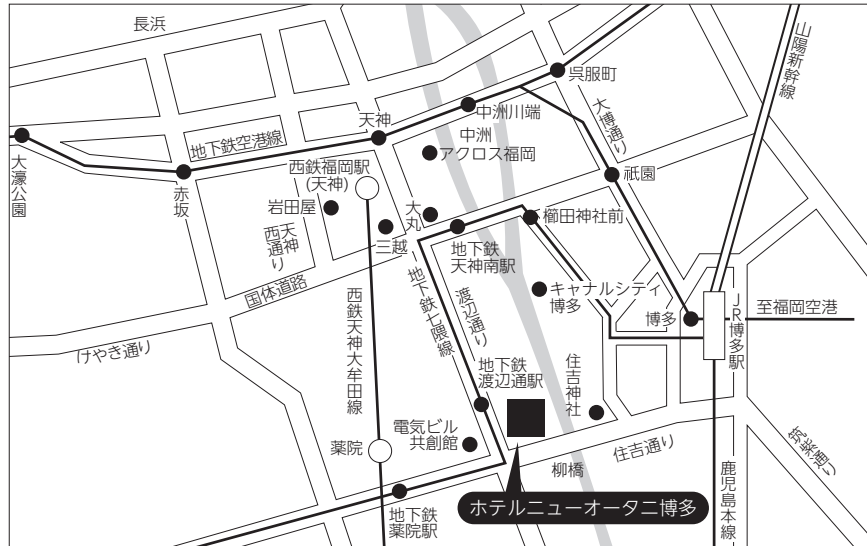 長浜
山陽新幹線
呉服町
中洲川端
大博通り
天神
中洲
アクロス福岡
地下鉄空港線
大濠公園
赤坂
西鉄福岡駅
(天神)
祇園
岩田屋
大丸
櫛田神社前
三越
西天神通り
地下鉄
天神南駅
国体道路
地下鉄七隈線
渡辺通り
キャナルシティ
博多
博多
JR博多駅
至福岡空港
けやき通り
西鉄天神大牟田線
地下鉄
渡辺通駅
住吉神社
電気ビル
共創館
薬院
住吉通り
筑紫通り
柳橋
鹿児島本線
地下鉄
薬院駅
ホテルニューオータニ博多